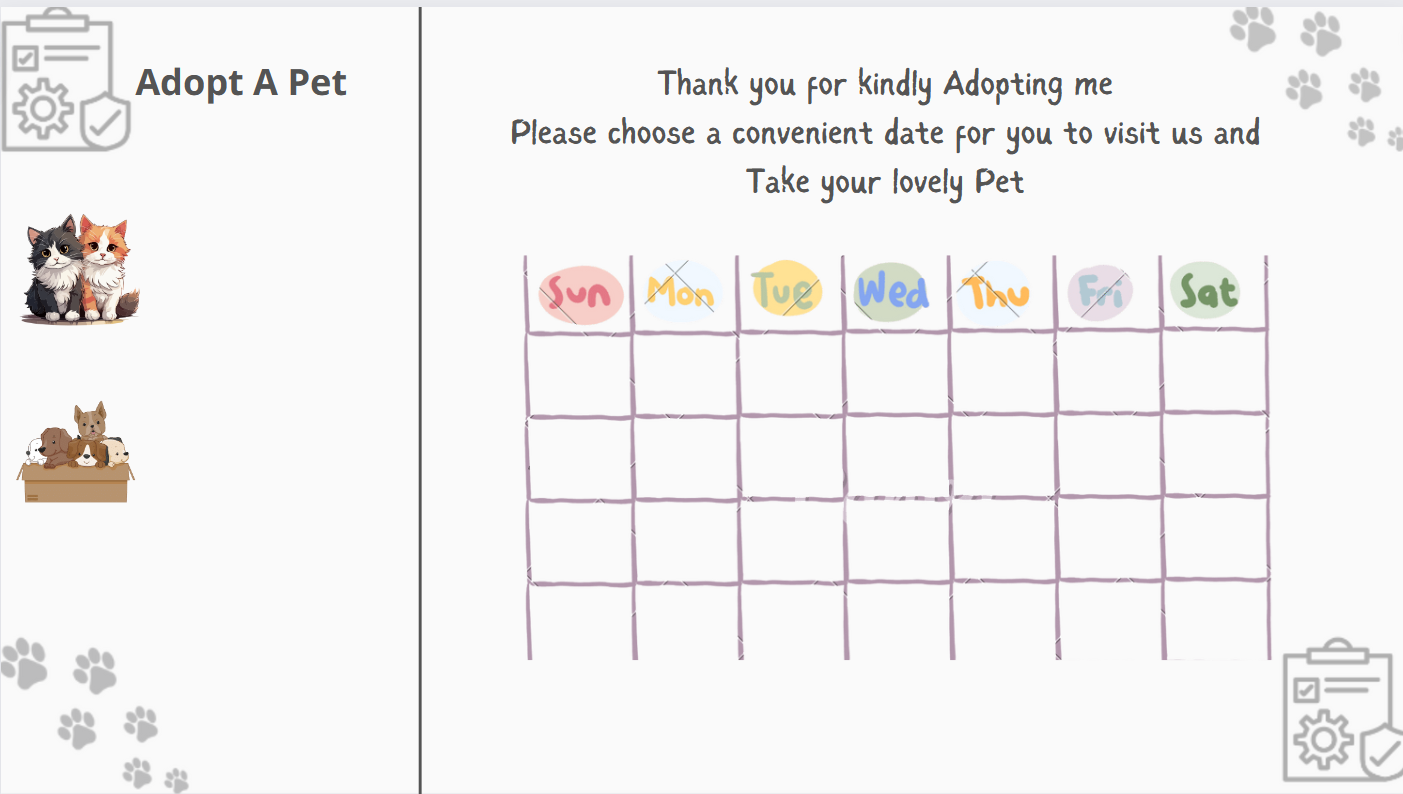 Adopt A Pet
Thank you for kindly Adopting me
Please choose a convenient date for you to visit us and
Take your lovely Pet
Sun Mon Tue Wed Thu Fri Sat